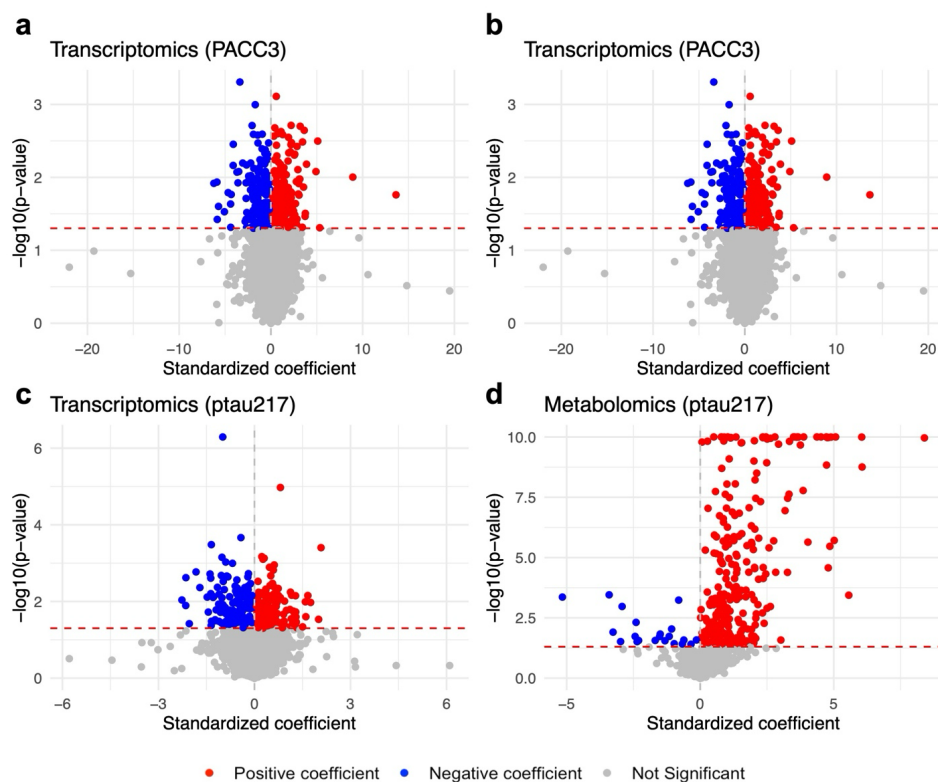 a
Transcriptomics (PACC3)
−log10(p−value)
3
2
1
0
−20 −10 0 10 20
Standardized coefficient
b
Transcriptomics (PACC3)
−log10(p−value)
3
2
1
0
−20 −10 0 10 20
Standardized coefficient
c
Transcriptomics (ptau217)
−log10(p−value)
6
4
2
0
−6 −3 0 3 6
Standardized coefficient
d
Metabolomics (ptau217)
−log10(p−value)
10.0
7.5
5.0
2.5
0.0
−5 0 5
Standardized coefficient
Positive coefficient Negative coefficient Not Significant